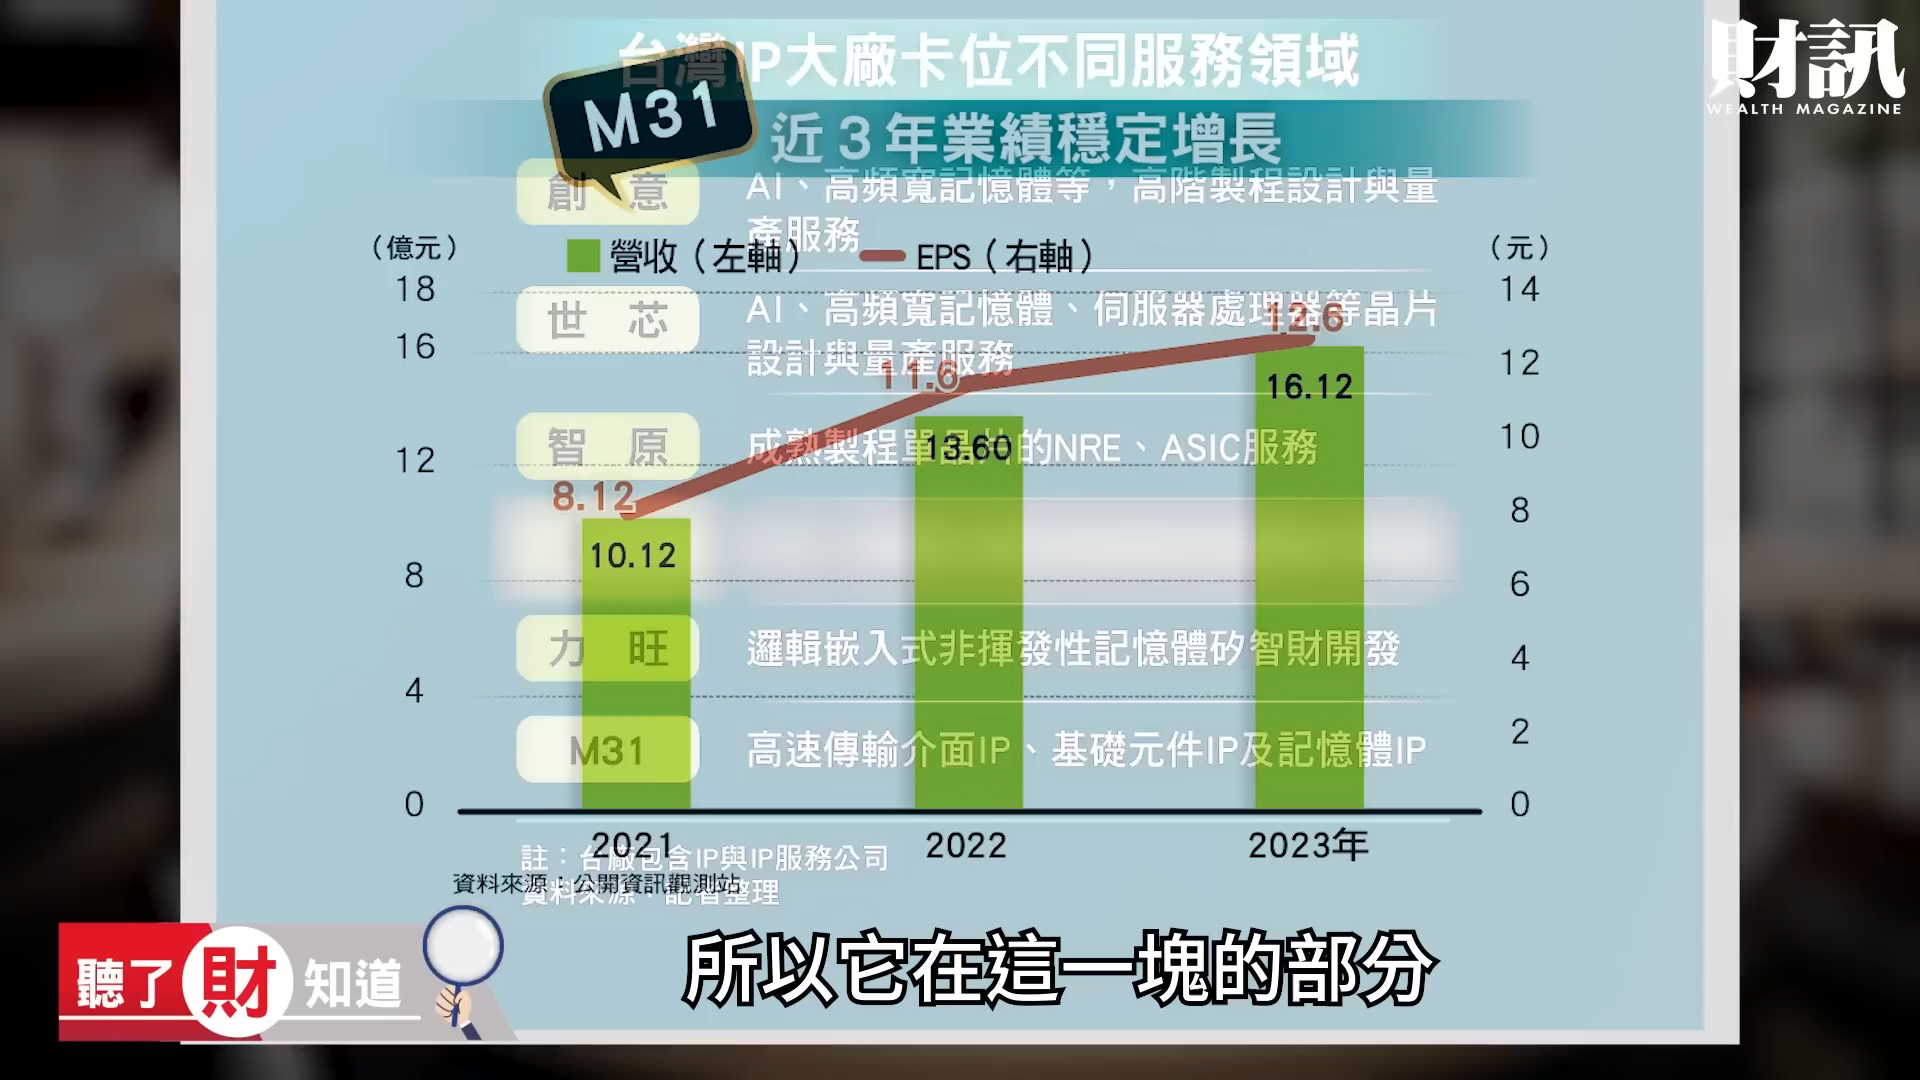 台灣IP大廠卡位不同服務領域
M31
近3年業績穩定增長
財訊
WEALTH MAGAZINE
創意
AI、高頻寬記憶體等，高階製程設計與量
產服務
（億元）
營收（左軸）
EPS（右軸）
（元）
世芯
AI、高頻寬記憶體、伺服器處理器等晶片
設計與量產服務
智原
成熟製程單晶片的NRE、ASIC服務
力旺
邏輯嵌入式非揮發性記憶體矽智財開發
M31
高速傳輸介面IP、基礎元件IP及記憶體IP
18
16
12
8
4
0
14
12
10
8
6
4
2
0
8.12
11.6
12.6
10.12
13.60
16.12
2021
2022
2023年
註：台廠包含IP與IP服務公司
資料來源：公開資訊觀測站
資料來源：記者整理
聽了財知道
所以它在這一塊的部分